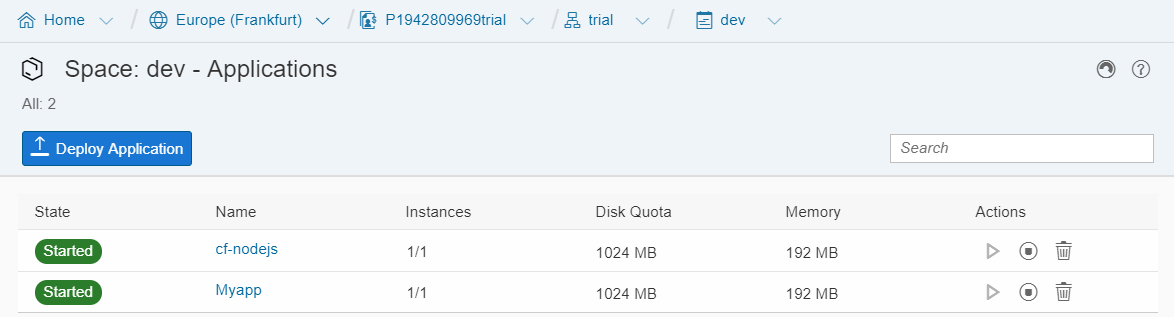 Home / Europe (Frankfurt) / P1942809969trial / trial / dev
Space: dev - Applications
All: 2
Deploy Application Search
State Name Instances Disk Quota Memory Actions
Started cf-nodejs 1/1 1024 MB 192 MB
Started Myapp 1/1 1024 MB 192 MB